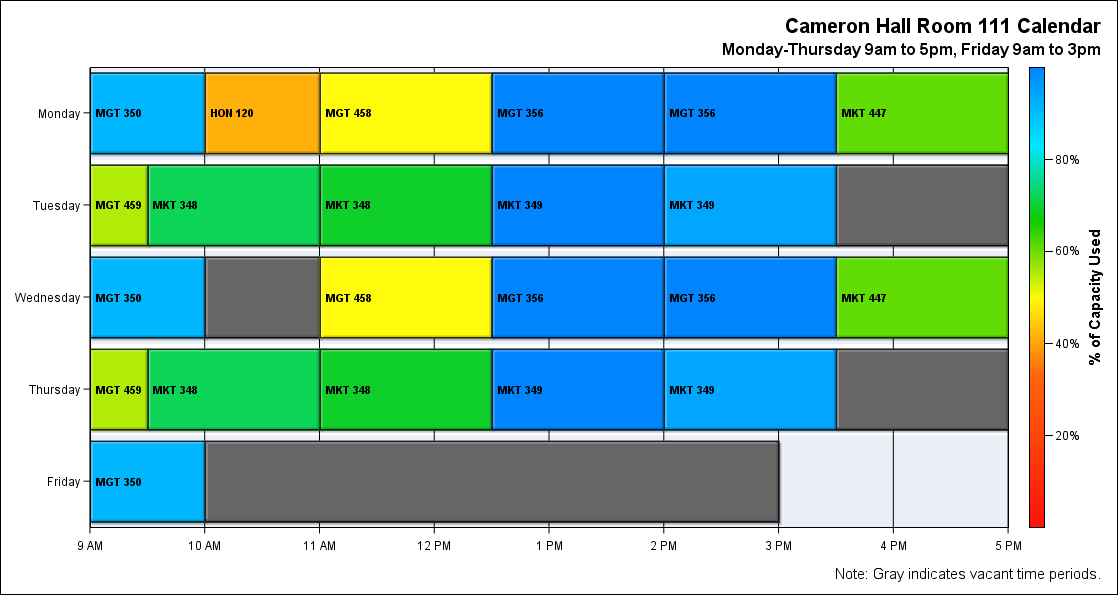 Cameron Hall Room 111 Calendar
Monday-Thursday 9am to 5pm, Friday 9am to 3pm
Monday
MGT 350
HON 120
MGT 458
MGT 356
MGT 356
MKT 447
Tuesday
MGT 459
MKT 348
MKT 348
MKT 349
MKT 349
Wednesday
MGT 350
MGT 458
MGT 356
MGT 356
MKT 447
Thursday
MGT 459
MKT 348
MKT 348
MKT 349
MKT 349
Friday
MGT 350
9 AM
10 AM
11 AM
12 PM
1 PM
2 PM
3 PM
4 PM
5 PM
80%
60%
40%
20%
% of Capacity Used
Note: Gray indicates vacant time periods.